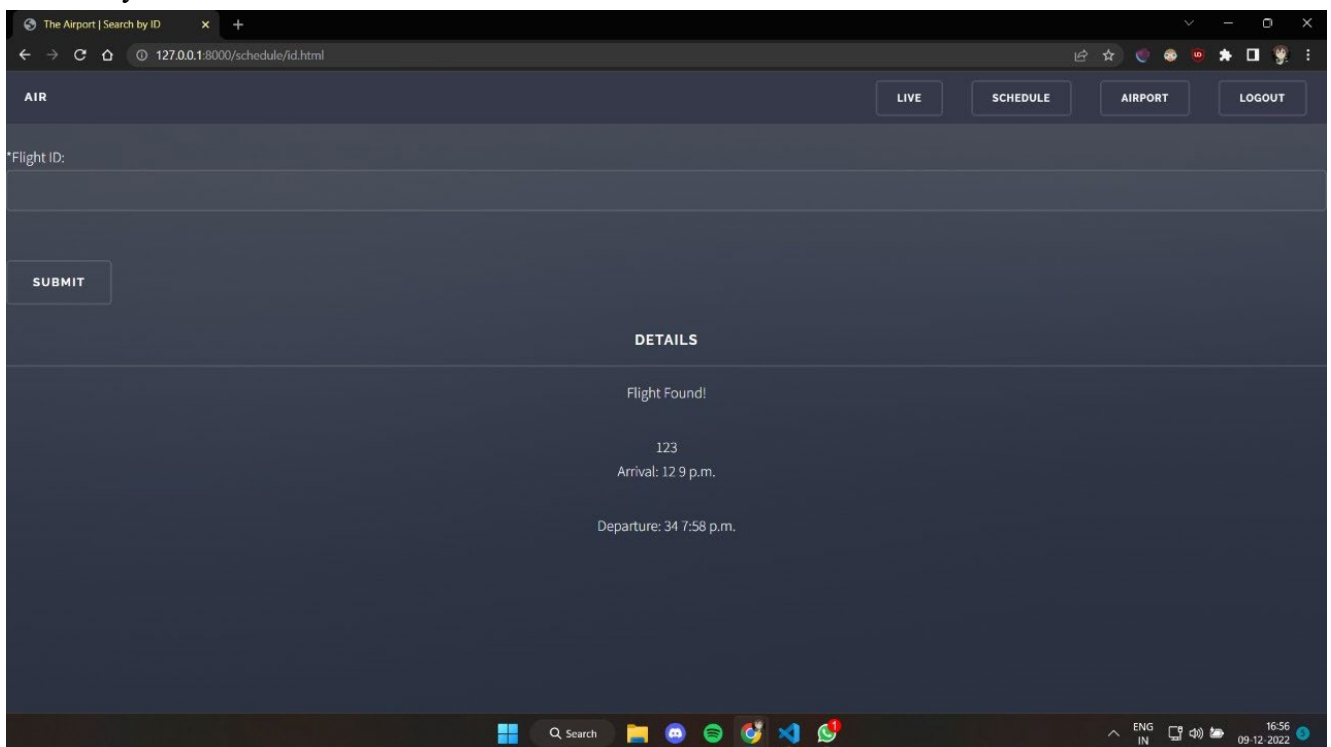 The Airport | Search by ID
127.0.0.1:8000/schedule/id.html
AIR LIVE SCHEDULE AIRPORT LOGOUT
*Flight ID:
SUBMIT
DETAILS
Flight Found!
123
Arrival: 12 9 p.m.
Departure: 34 7:58 p.m.
Search 1 ENG 16:56
IN 09-12-2022 5